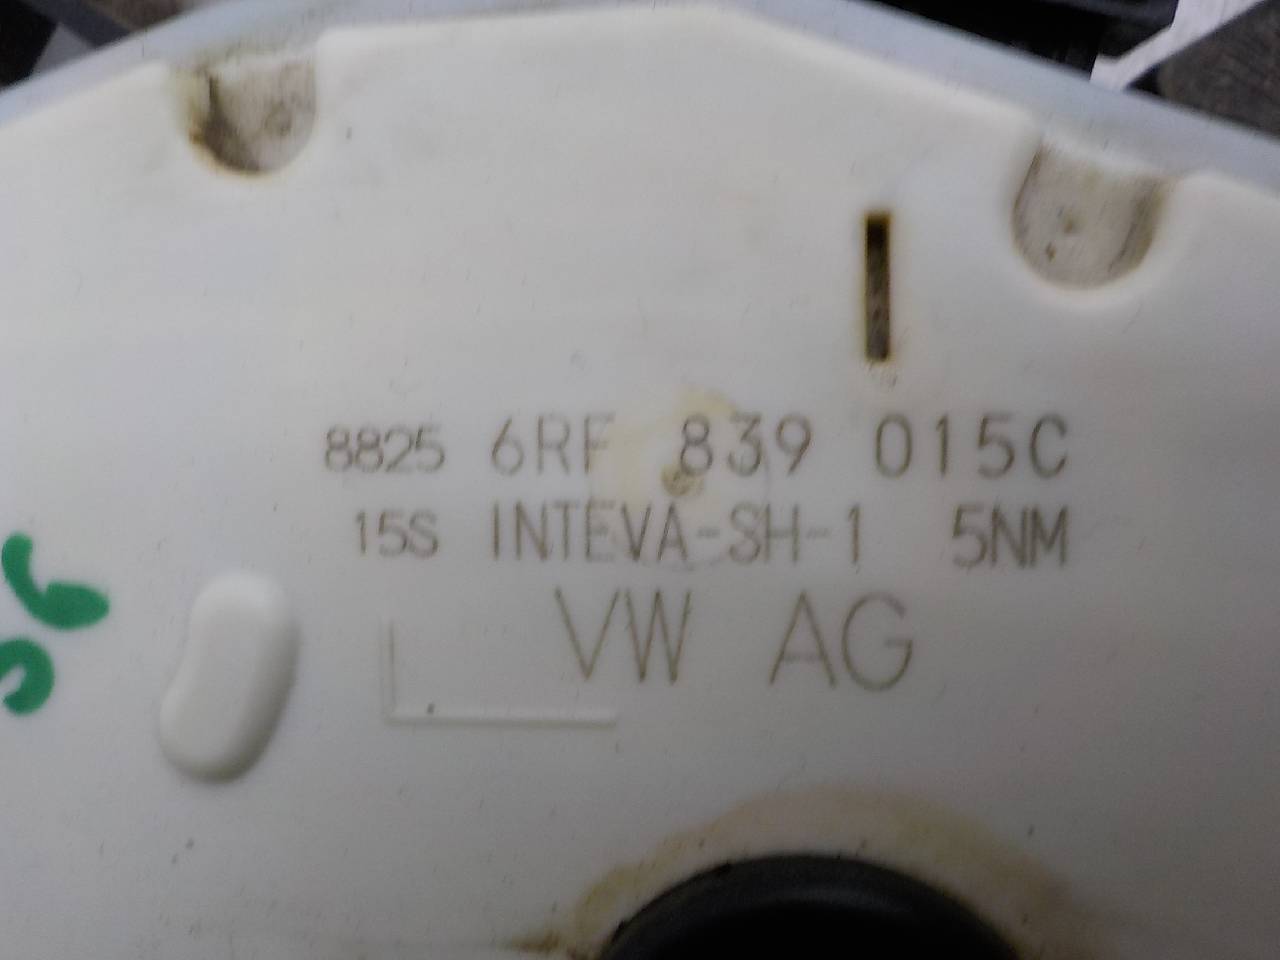 8825 6RF 839 015C
15S INTEVA-SH-1 5NM
VW AG